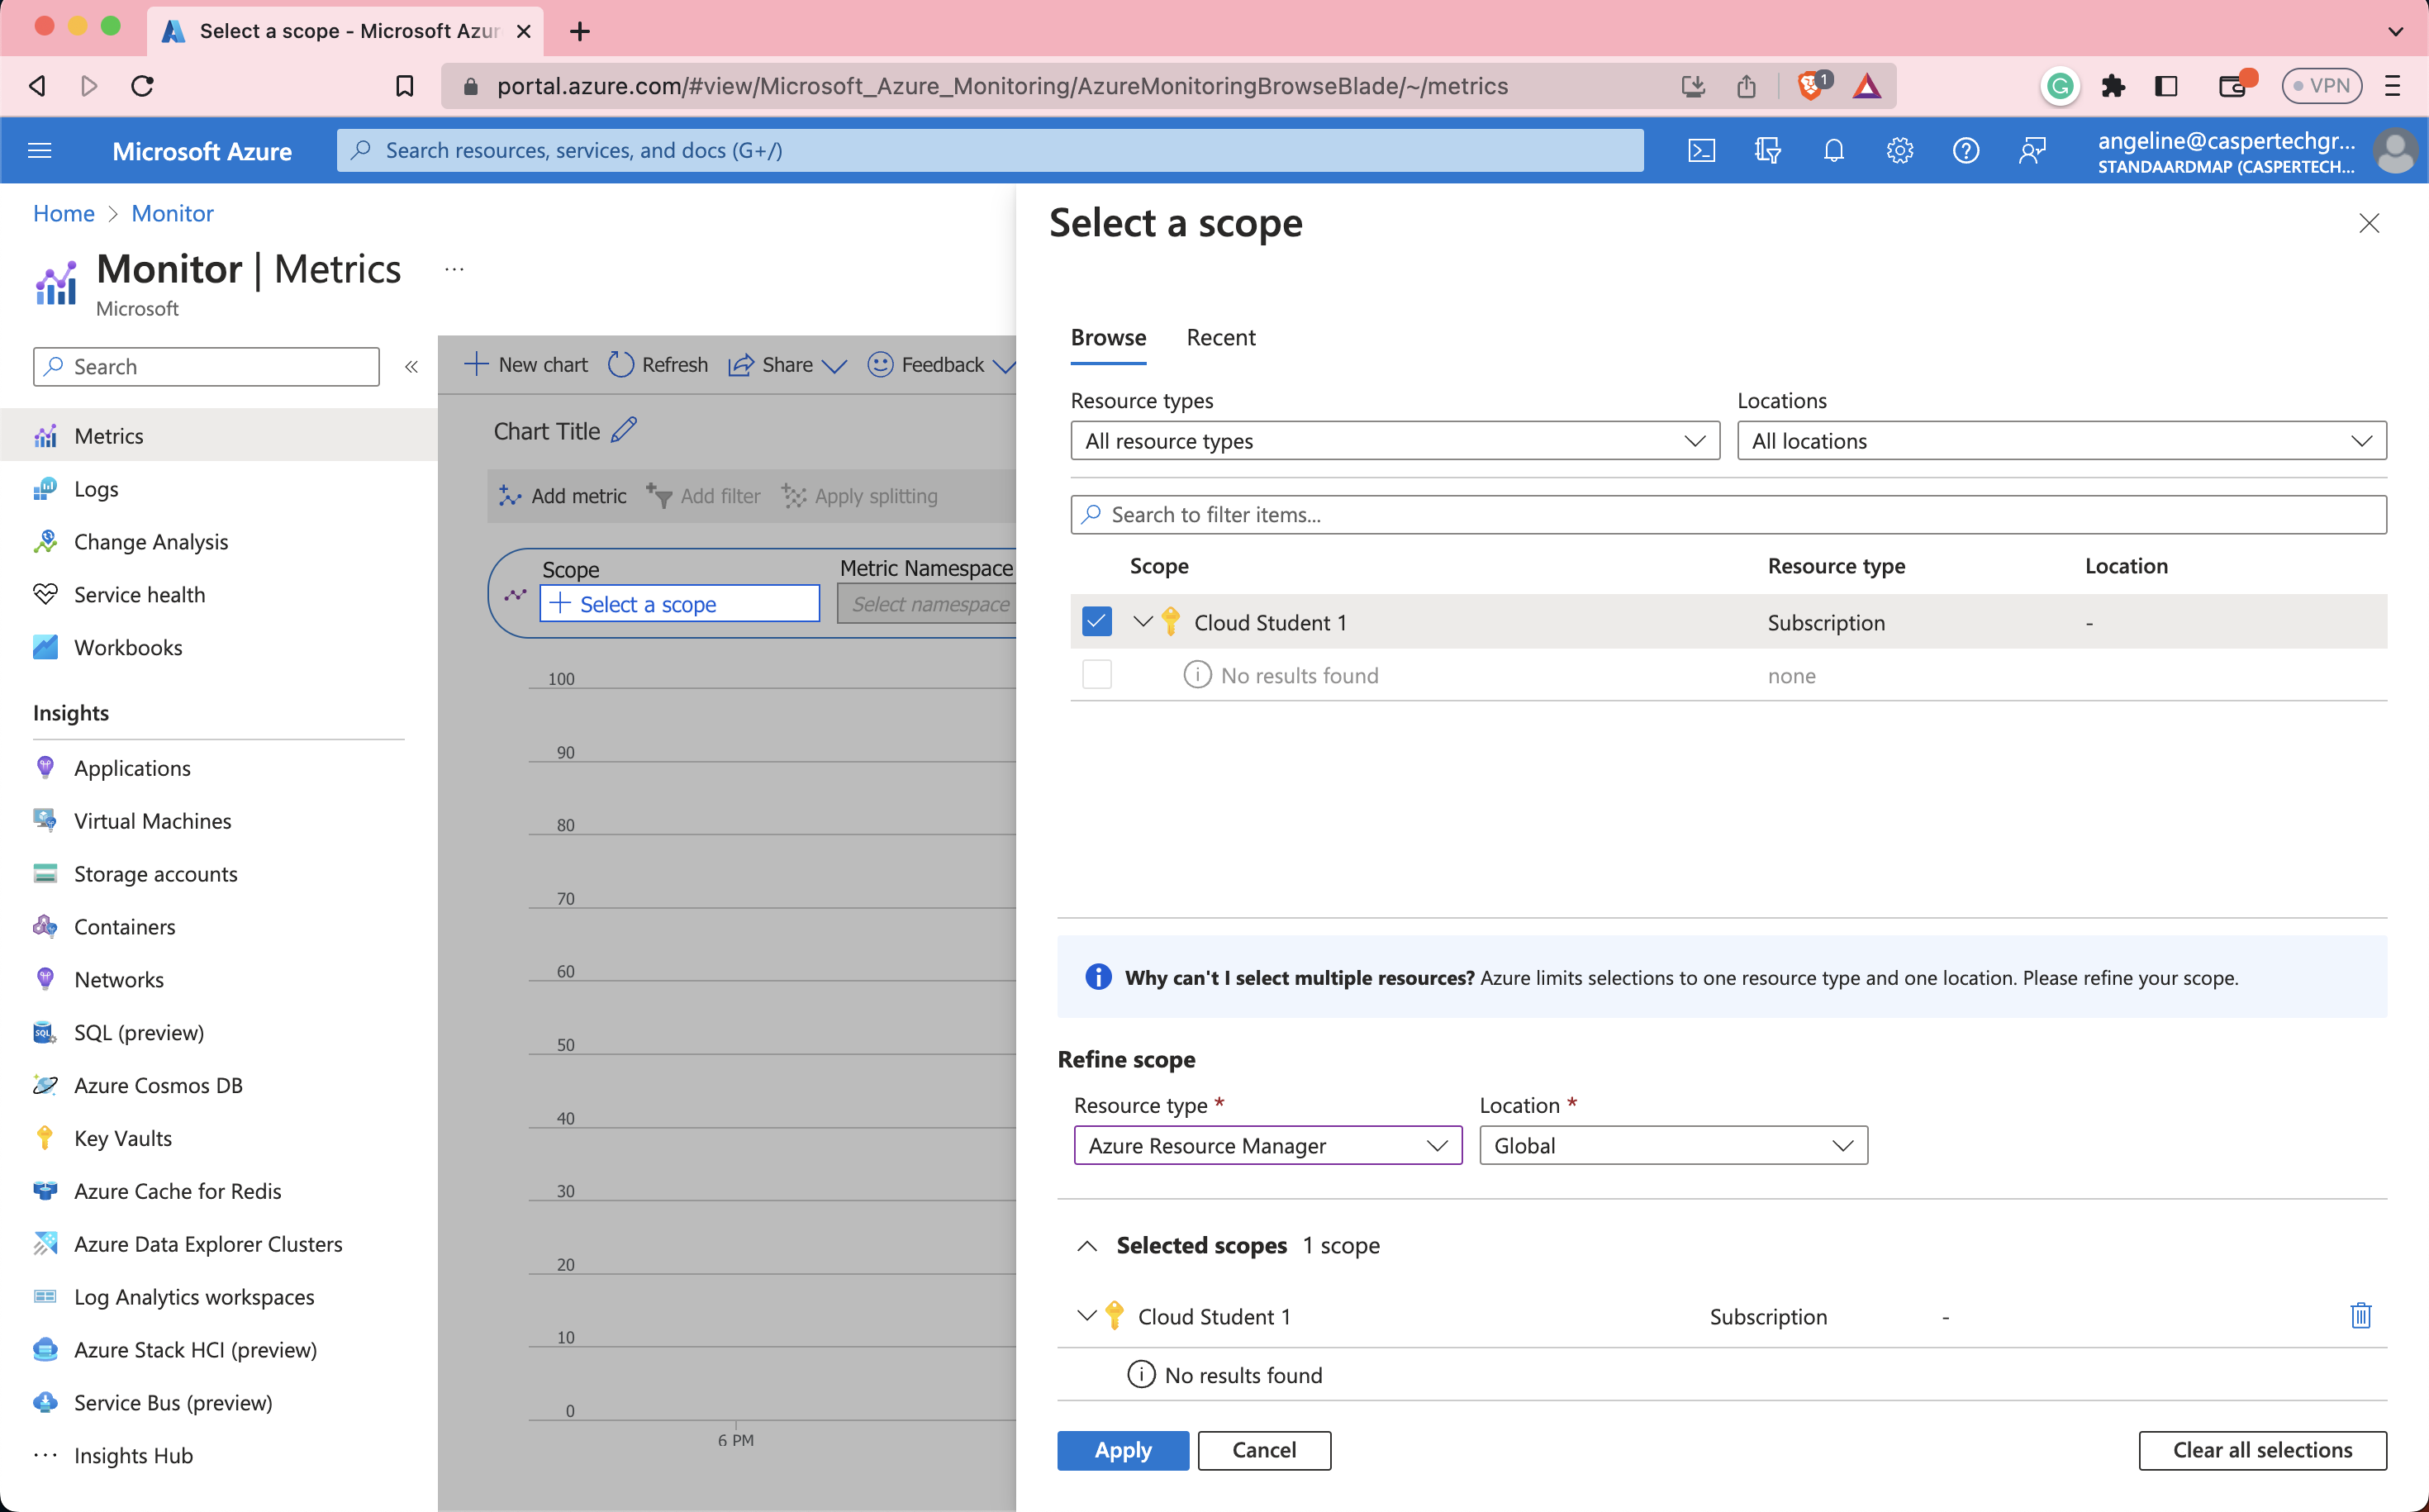 Select a scope - Microsoft Azur
portal.azure.com/#view/Microsoft_Azure_Monitoring/AzureMonitoringBrowseBlade/~/metrics
1
VPN
Microsoft Azure
Search resources, services, and docs (G+/)
angeline@caspertechgr...
STANDAARDMAP (CASPERTECH...
Home > Monitor
Monitor | Metrics
...
Microsoft
Search
«
Metrics
Logs
Change Analysis
Service health
Workbooks
Insights
Applications
Virtual Machines
Storage accounts
Containers
Networks
SQL (preview)
Azure Cosmos DB
Key Vaults
Azure Cache for Redis
Azure Data Explorer Clusters
Log Analytics workspaces
Azure Stack HCI (preview)
Service Bus (preview)
Insights Hub
New chart Refresh Share Feedback
Chart Title
Add metric Add filter Apply splitting
Scope Metric Namespace
Select a scope Select namespace
100
90
80
70
60
50
40
30
20
10
0
6 PM
Select a scope
Browse Recent
Resource types Locations
All resource types All locations
Search to filter items...
Scope Resource type Location
Cloud Student 1 Subscription -
No results found none
Why can't I select multiple resources? Azure limits selections to one resource type and one location. Please refine your scope.
Refine scope
Resource type * Location *
Azure Resource Manager Global
Selected scopes 1 scope
Cloud Student 1 Subscription -
No results found
Apply Cancel Clear all selections